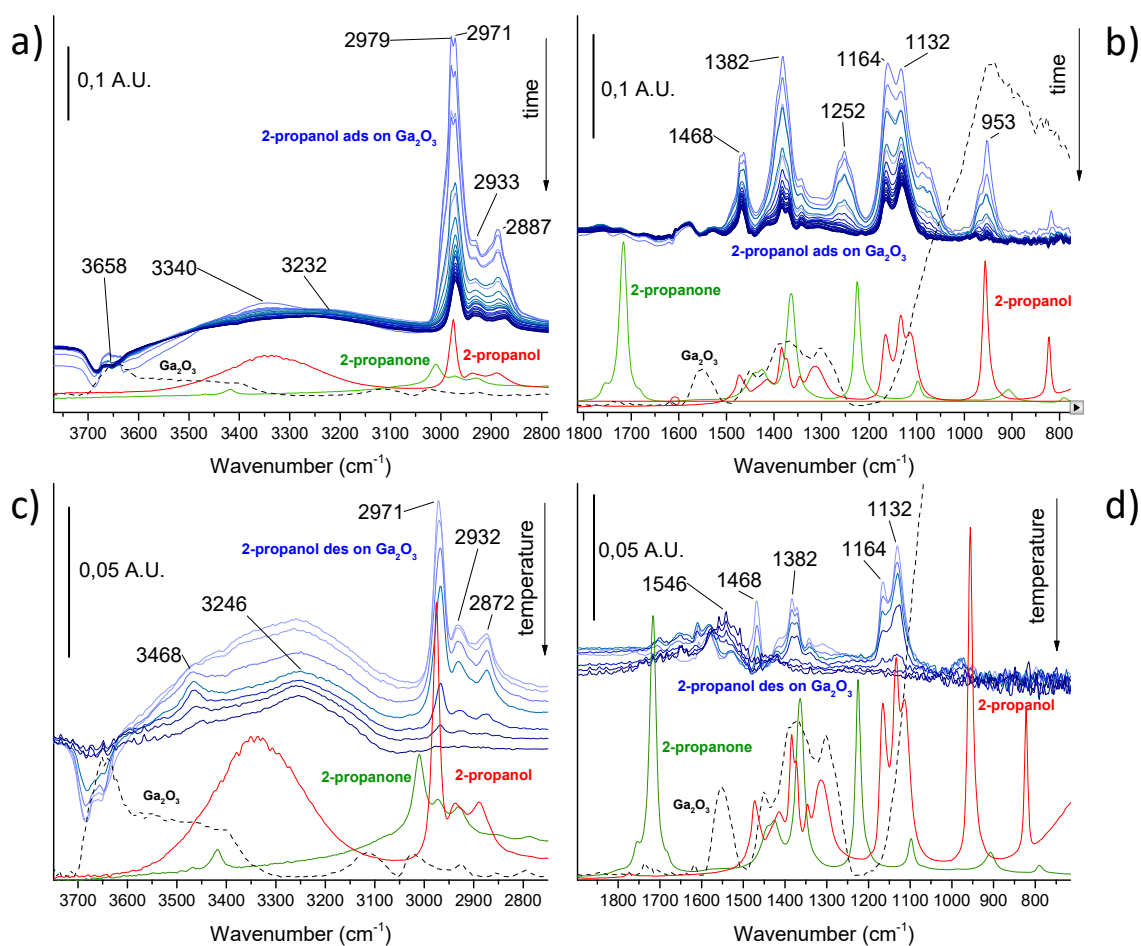 a)
0,1 A.U.
2979
2971
time
2-propanol ads on Ga₂O₃
2933
2887
3658
3340
3232
Ga₂O₃
2-propanone
2-propanol
3700 3600 3500 3400 3300 3200 3100 3000 2900 2800
Wavenumber (cm⁻¹)
b)
0,1 A.U.
1382
1164
1132
time
1468
1252
953
2-propanol ads on Ga₂O₃
2-propanone
2-propanol
Ga₂O₃
1800 1700 1600 1500 1400 1300 1200 1100 1000 900 800
Wavenumber (cm⁻¹)
c)
0,05 A.U.
2971
2932
2-propanol des on Ga₂O₃
temperature
3246
2872
3468
2-propanone
2-propanol
Ga₂O₃
3700 3600 3500 3400 3300 3200 3100 3000 2900 2800
Wavenumber (cm⁻¹)
d)
0,05 A.U.
1132
1164
1382
1468
1546
temperature
2-propanol des on Ga₂O₃
2-propanol
2-propanone
Ga₂O₃
1800 1700 1600 1500 1400 1300 1200 1100 1000 900 800
Wavenumber (cm⁻¹)